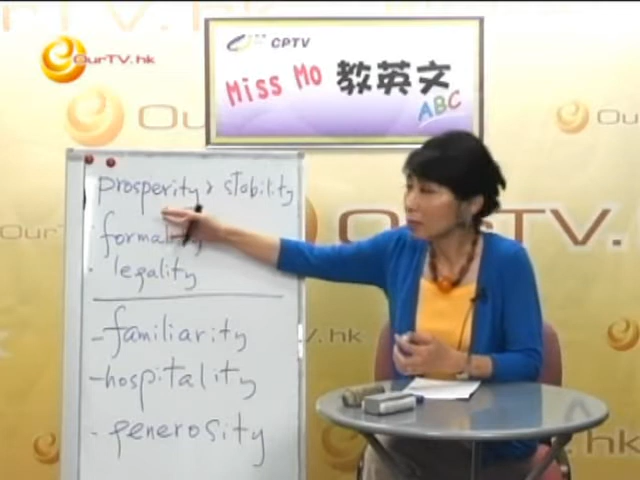 OurTV.hk
CPTV
Miss Mo 教英文
ABC
prosperity & stability
formality
legality
- familiarity
- hospitality
- generosity
OurTV.hk